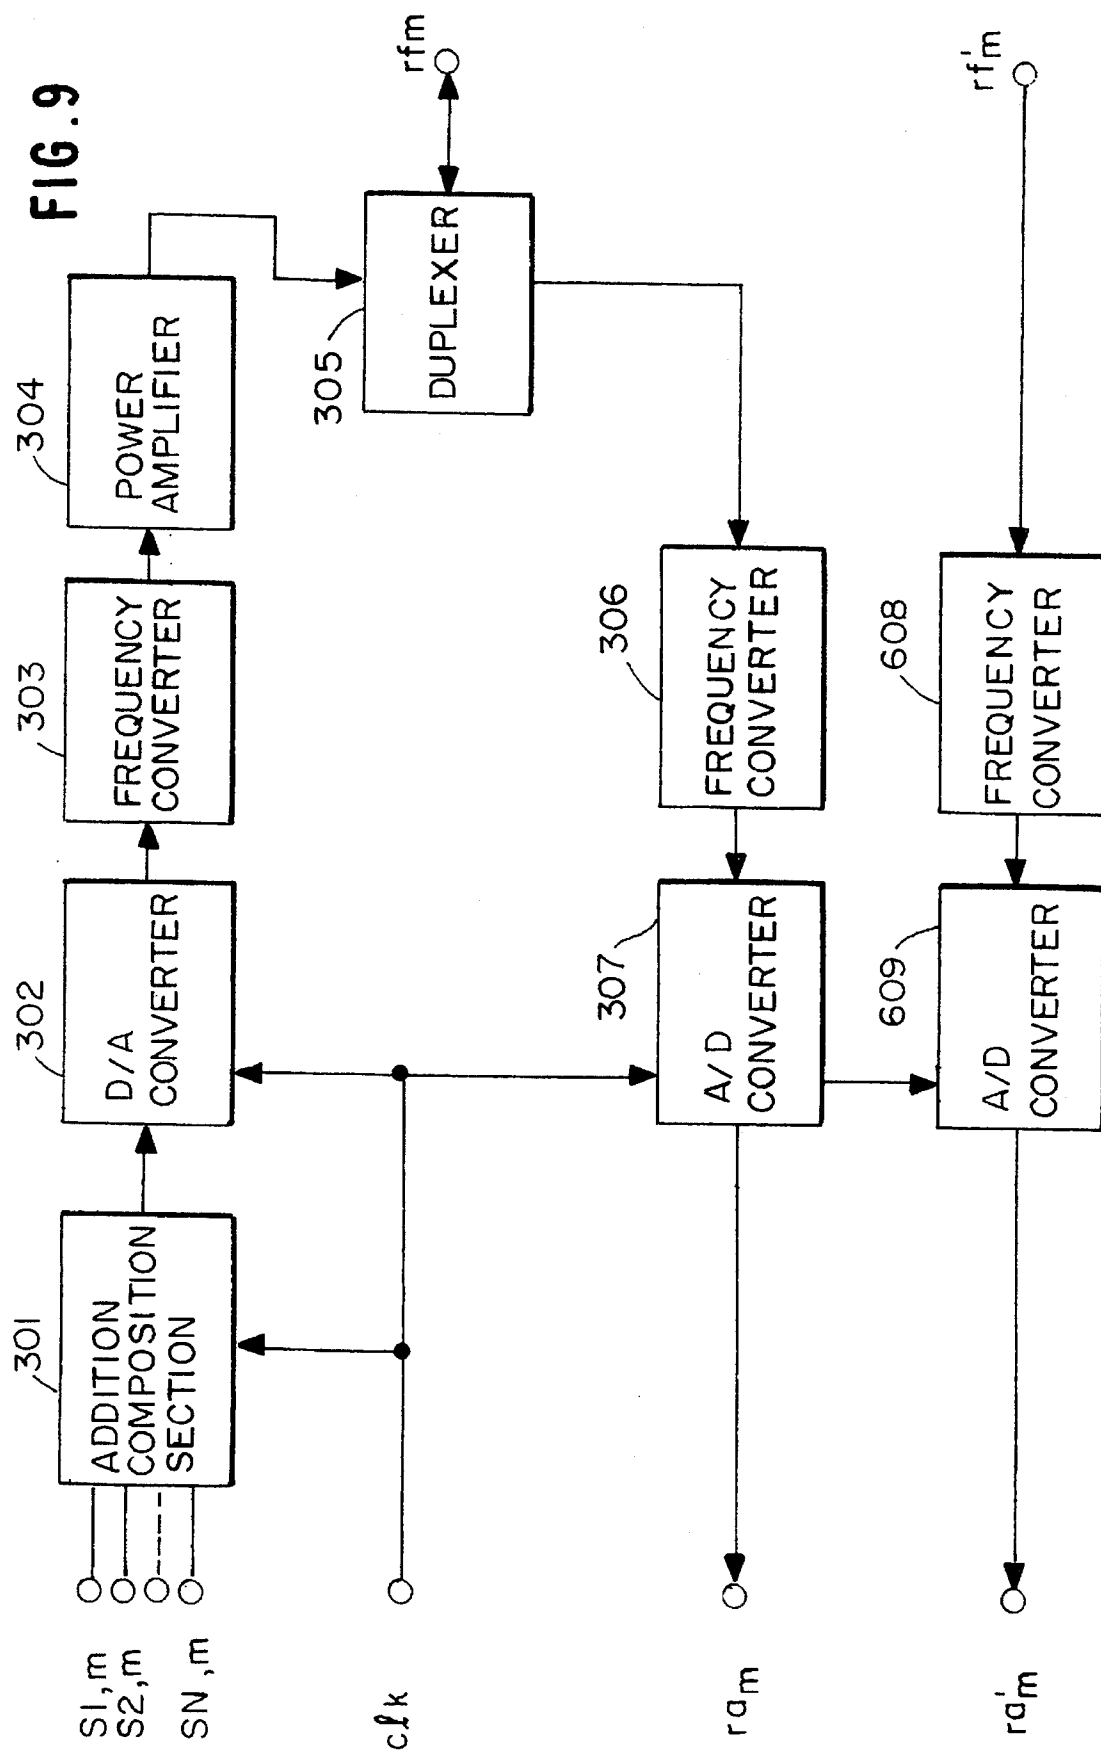 FIG.9
S1,m
S2,m
SN,m
301
ADDITION
COMPOSITION
SECTION
302
D/A
CONVERTER
303
FREQUENCY
CONVERTER
304
POWER
AMPLIFIER
305
DUPLEXER
rfm
clk
306
FREQUENCY
CONVERTER
307
A/D
CONVERTER
ram
608
FREQUENCY
CONVERTER
609
A/D
CONVERTER
rf'm
ra'm